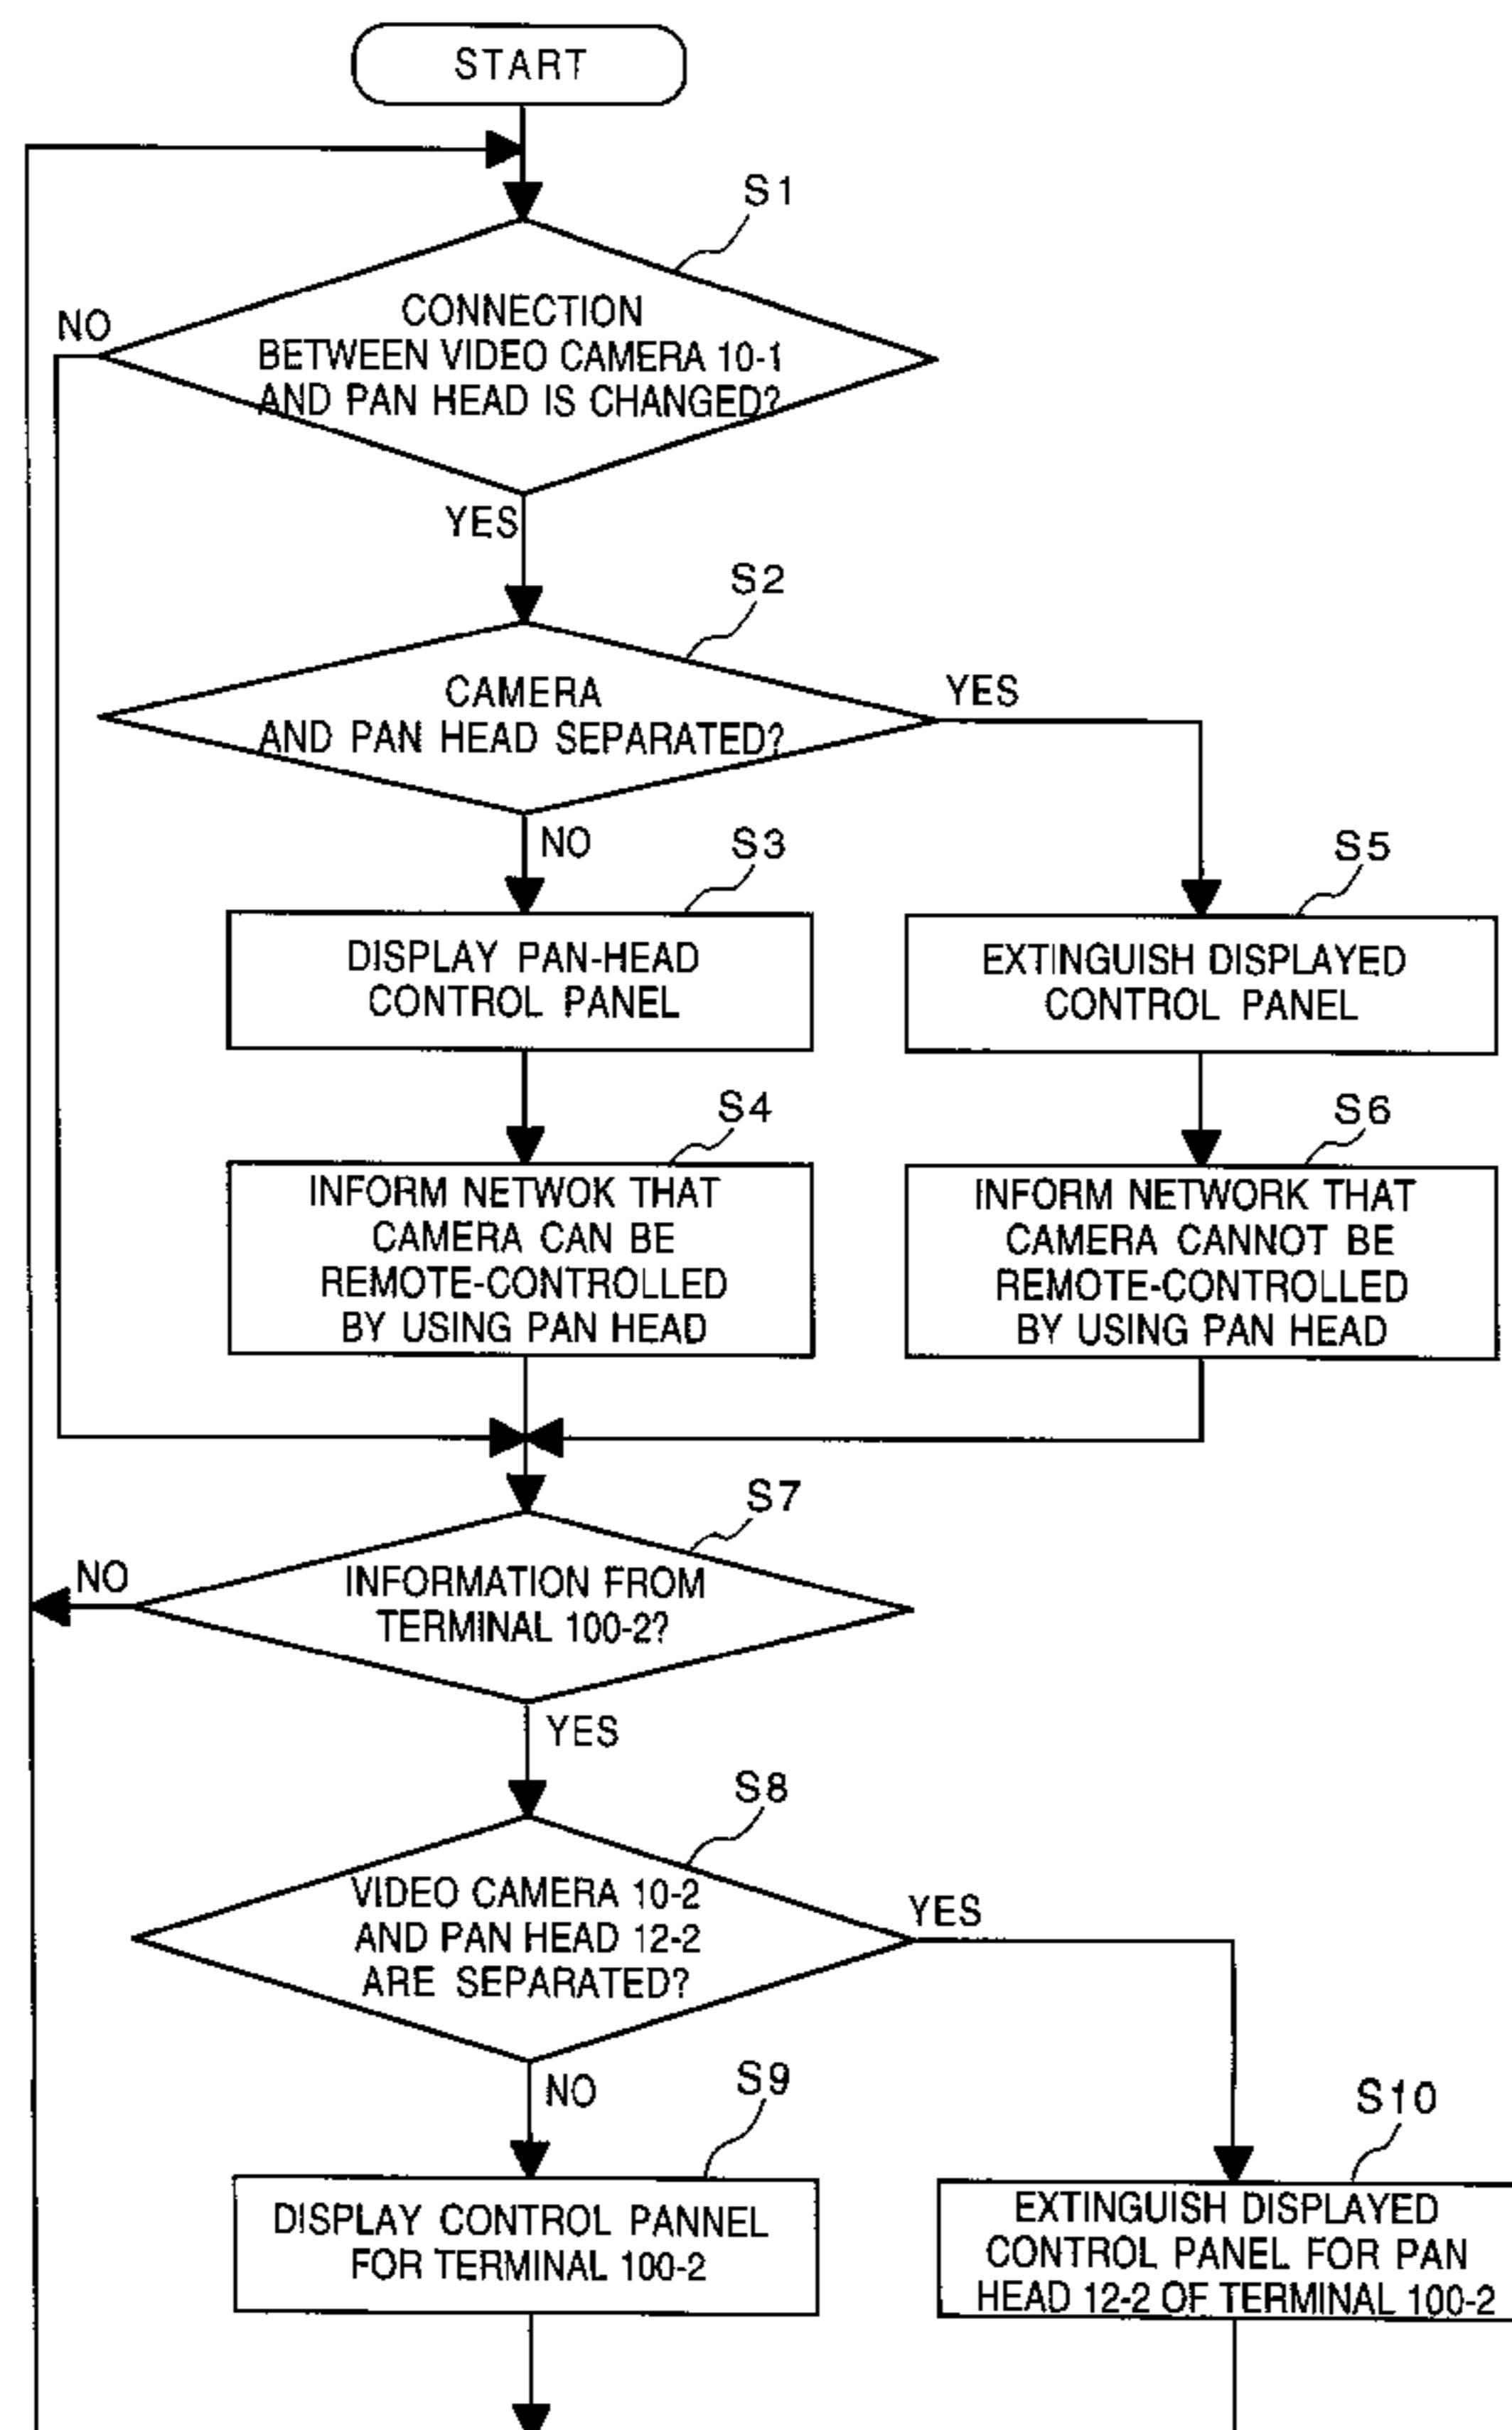 START
S1
NO
CONNECTION
BETWEEN VIDEO CAMERA 10-1
AND PAN HEAD IS CHANGED?
YES
S2
CAMERA
AND PAN HEAD SEPARATED?
YES
NO
S3
S5
DISPLAY PAN-HEAD
CONTROL PANEL
EXTINGUISH DISPLAYED
CONTROL PANEL
S4
S6
INFORM NETWOK THAT
CAMERA CAN BE
REMOTE-CONTROLLED
BY USING PAN HEAD
INFORM NETWORK THAT
CAMERA CANNOT BE
REMOTE-CONTROLLED
BY USING PAN HEAD
S7
NO
INFORMATION FROM
TERMINAL 100-2?
YES
S8
VIDEO CAMERA 10-2
AND PAN HEAD 12-2
ARE SEPARATED?
YES
NO
S9
S10
DISPLAY CONTROL PANNEL
FOR TERMINAL 100-2
EXTINGUISH DISPLAYED
CONTROL PANEL FOR PAN
HEAD 12-2 OF TERMINAL 100-2